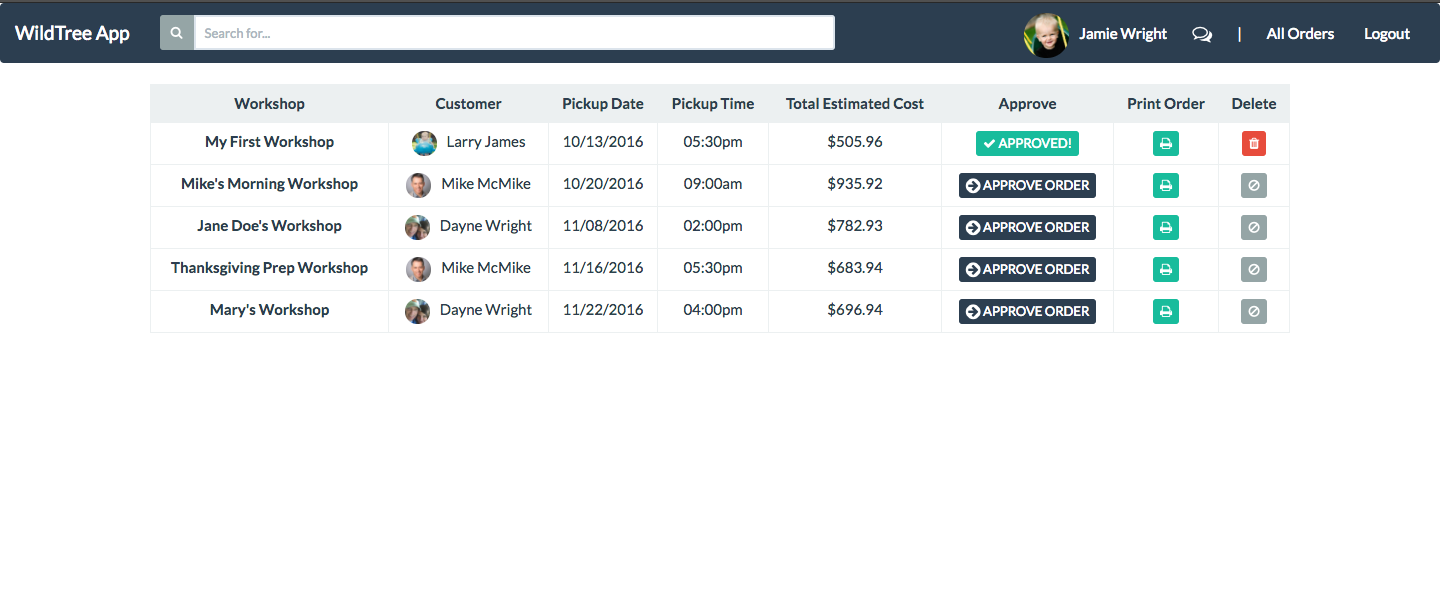 WildTree App Search for... Jamie Wright | All Orders Logout
Workshop Customer Pickup Date Pickup Time Total Estimated Cost Approve Print Order Delete
My First Workshop Larry James 10/13/2016 05:30pm $505.96 APPROVED!
Mike's Morning Workshop Mike McMike 10/20/2016 09:00am $935.92 APPROVE ORDER
Jane Doe's Workshop Dayne Wright 11/08/2016 02:00pm $782.93 APPROVE ORDER
Thanksgiving Prep Workshop Mike McMike 11/16/2016 05:30pm $683.94 APPROVE ORDER
Mary's Workshop Dayne Wright 11/22/2016 04:00pm $696.94 APPROVE ORDER